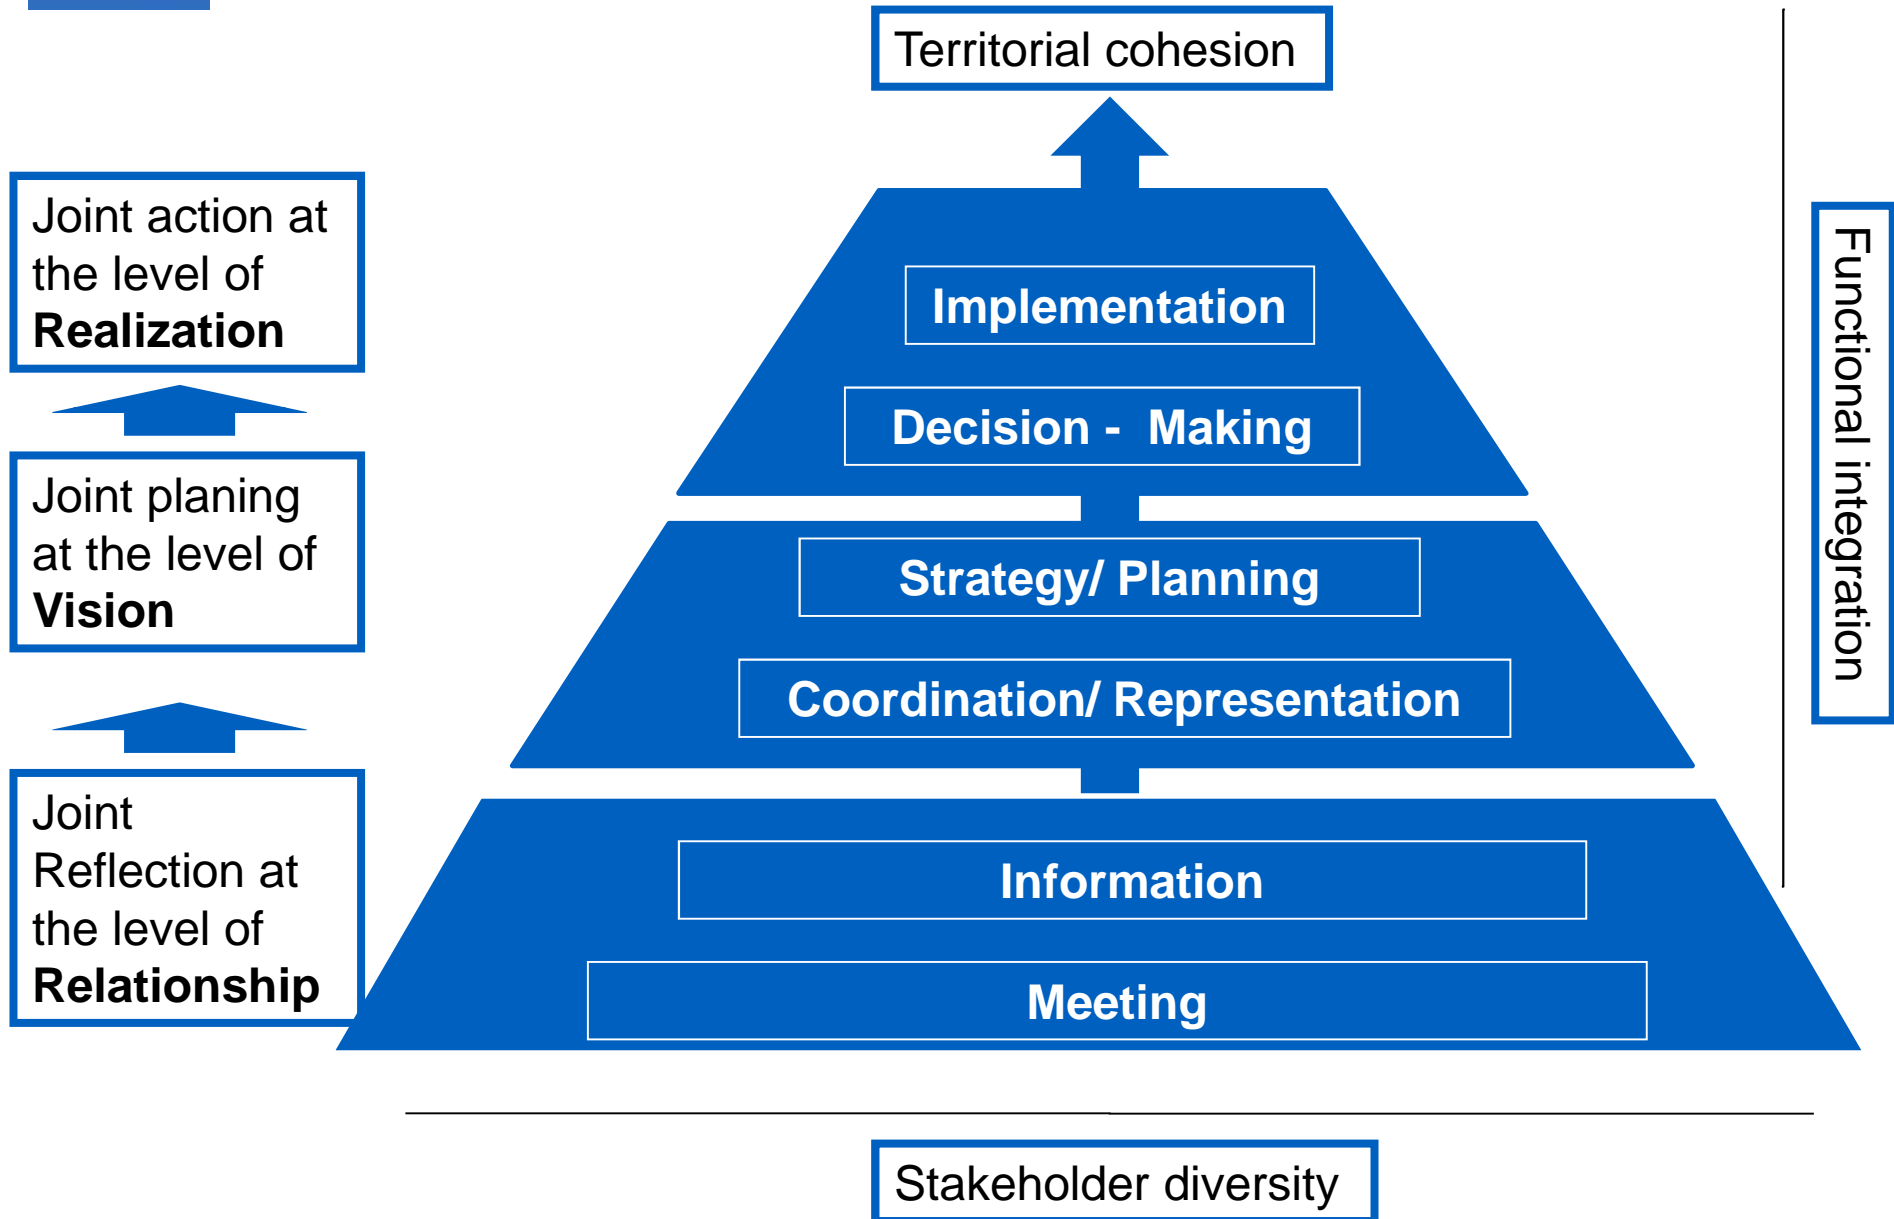 Territorial cohesion
Joint action at
the level of
Realization
Joint planing
at the level of
Vision
Joint
Reflection at
the level of
Relationship
Implementation
Decision -  Making
Strategy/ Planning
Coordination/ Representation
Information
Meeting
Functional integration
Stakeholder diversity